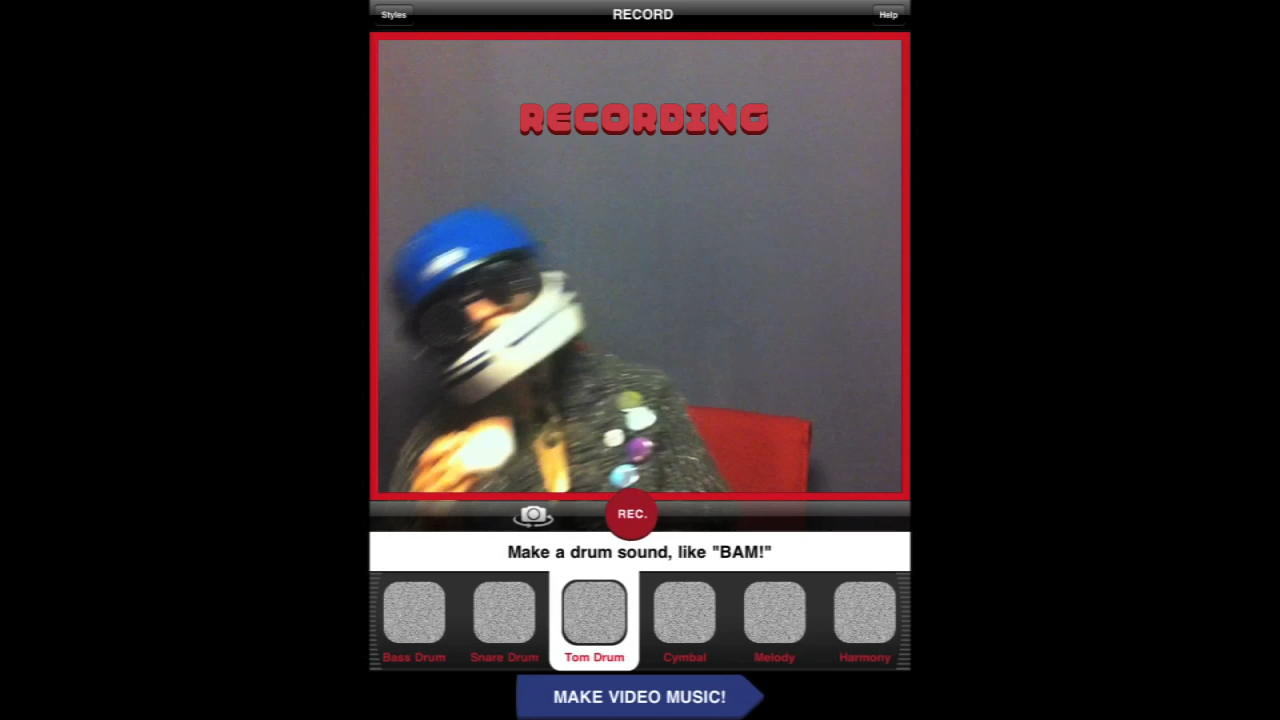 Styles
RECORD
Help
RECORDING
REC.
Make a drum sound, like "BAM!"
Bass Drum
Snare Drum
Tom Drum
Cymbal
Melody
Harmony
MAKE VIDEO MUSIC!